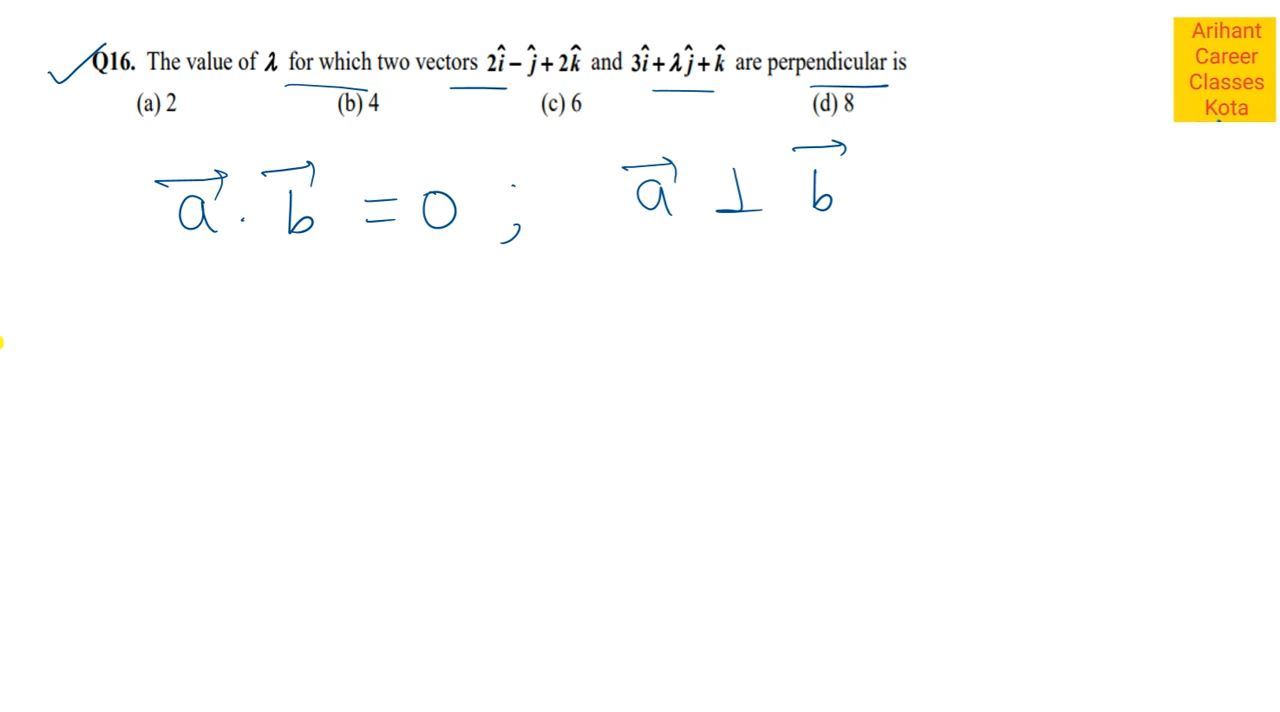 Q16. The value of λ for which two vectors 2î − ĵ + 2k̂ and 3î + λĵ + k̂ are perpendicular is
(a) 2 (b) 4 (c) 6 (d) 8
a⃗ . b⃗ = 0 ; a⃗ ⊥ b⃗
Arihant
Career
Classes
Kota